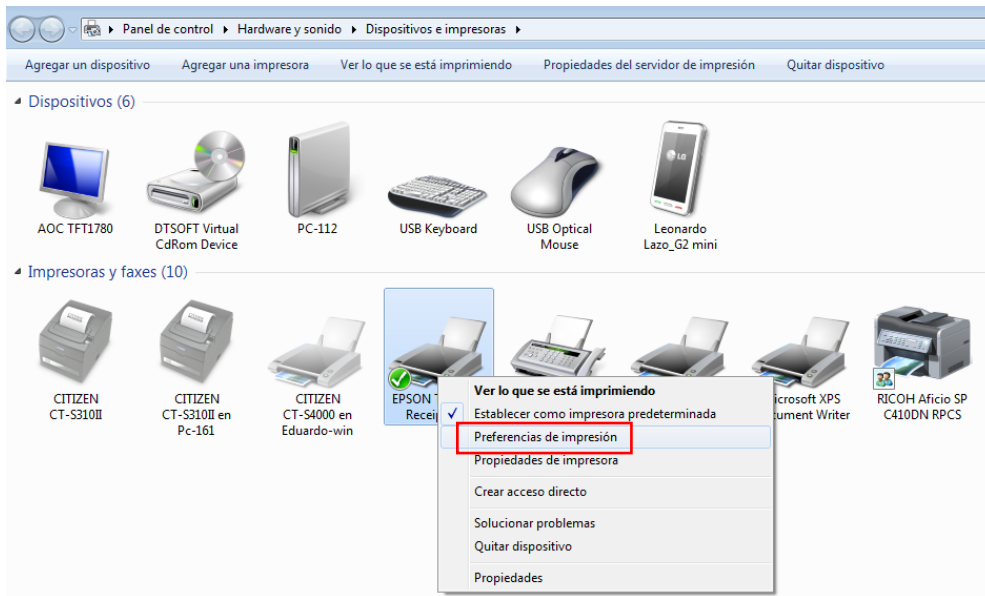 Panel de control ▸ Hardware y sonido ▸ Dispositivos e impresoras ▸
Agregar un dispositivo Agregar una impresora Ver lo que se está imprimiendo Propiedades del servidor de impresión Quitar dispositivo
Dispositivos (6)
LG
AOC TFT1780
DTSOFT Virtual
CdRom Device
PC-112
USB Keyboard
USB Optical
Mouse
Leonardo
Lazo_G2 mini
Impresoras y faxes (10)
CITIZEN
CT-S310II
CITIZEN
CT-S310II en
Pc-161
CITIZEN
CT-S4000 en
Eduardo-win
EPSON T
Recei
icrosoft XPS
cument Writer
RICOH Aficio SP
C410DN RPCS
Ver lo que se está imprimiendo
Establecer como impresora predeterminada
Preferencias de impresión
Propiedades de impresora
Crear acceso directo
Solucionar problemas
Quitar dispositivo
Propiedades